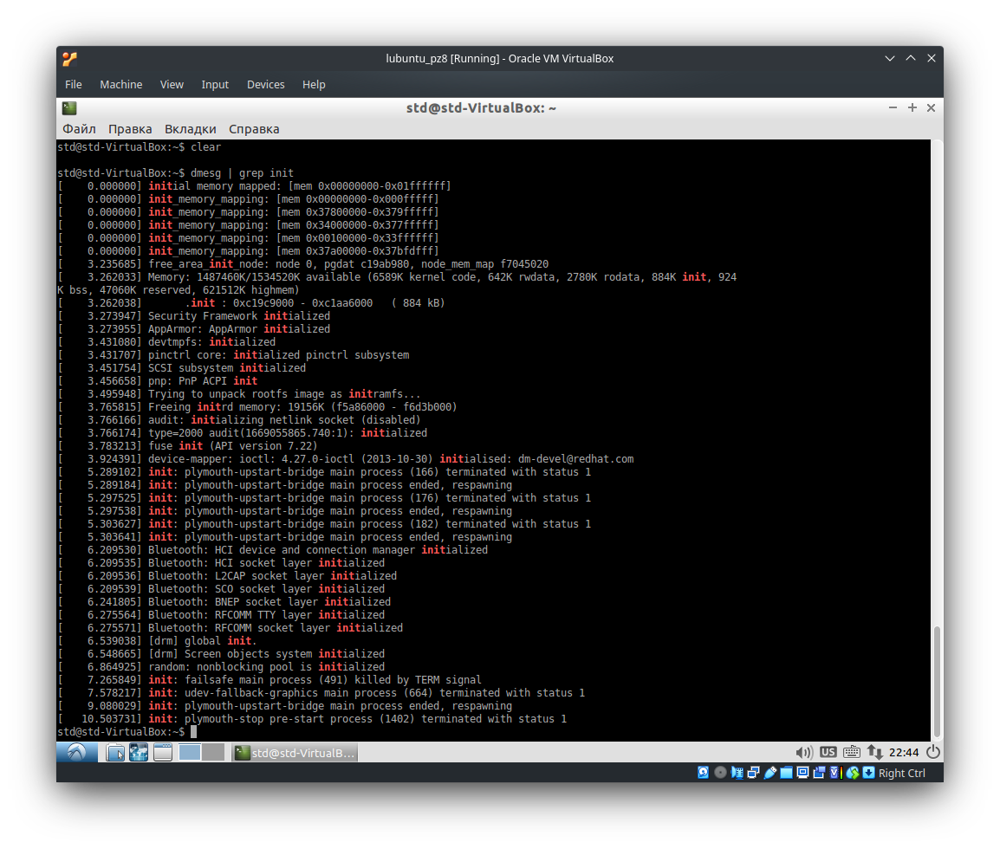 lubuntu_pz8 [Running] - Oracle VM VirtualBox
File Machine View Input Devices Help
std@std-VirtualBox: ~
Файл Правка Вкладки Справка
std@std-VirtualBox:~$ clear
std@std-VirtualBox:~$ dmesg | grep init
[    0.000000] initial memory mapped: [mem 0x00000000-0x01ffffff]
[    0.000000] init_memory_mapping: [mem 0x00000000-0x000fffff]
[    0.000000] init_memory_mapping: [mem 0x37800000-0x379fffff]
[    0.000000] init_memory_mapping: [mem 0x34000000-0x377fffff]
[    0.000000] init_memory_mapping: [mem 0x00100000-0x33ffffff]
[    0.000000] init_memory_mapping: [mem 0x37a00000-0x37bfdfff]
[    3.235685] free_area_init_node: node 0, pgdat c19ab980, node_mem_map f7045020
[    3.262033] Memory: 1487460K/1534520K available (6589K kernel code, 642K rwdata, 2780K rodata, 884K init, 924
K bss, 47060K reserved, 621512K highmem)
[    3.262038]       .init : 0xc19c9000 - 0xc1aa6000   ( 884 kB)
[    3.273947] Security Framework initialized
[    3.273955] AppArmor: AppArmor initialized
[    3.431080] devtmpfs: initialized
[    3.431707] pinctrl core: initialized pinctrl subsystem
[    3.451754] SCSI subsystem initialized
[    3.456658] pnp: PnP ACPI init
[    3.495948] Trying to unpack rootfs image as initramfs...
[    3.765815] Freeing initrd memory: 19156K (f5a86000 - f6d3b000)
[    3.766166] audit: initializing netlink socket (disabled)
[    3.766174] type=2000 audit(1669055865.740:1): initialized
[    3.783213] fuse init (API version 7.22)
[    3.924391] device-mapper: ioctl: 4.27.0-ioctl (2013-10-30) initialised: dm-devel@redhat.com
[    5.289102] init: plymouth-upstart-bridge main process (166) terminated with status 1
[    5.289184] init: plymouth-upstart-bridge main process ended, respawning
[    5.297525] init: plymouth-upstart-bridge main process (176) terminated with status 1
[    5.297538] init: plymouth-upstart-bridge main process ended, respawning
[    5.303627] init: plymouth-upstart-bridge main process (182) terminated with status 1
[    5.303641] init: plymouth-upstart-bridge main process ended, respawning
[    6.209530] Bluetooth: HCI device and connection manager initialized
[    6.209535] Bluetooth: HCI socket layer initialized
[    6.209536] Bluetooth: L2CAP socket layer initialized
[    6.209539] Bluetooth: SCO socket layer initialized
[    6.241805] Bluetooth: BNEP socket layer initialized
[    6.275564] Bluetooth: RFCOMM TTY layer initialized
[    6.275571] Bluetooth: RFCOMM socket layer initialized
[    6.539038] [drm] global init.
[    6.548665] [drm] Screen objects system initialized
[    6.864925] random: nonblocking pool is initialized
[    7.265849] init: failsafe main process (491) killed by TERM signal
[    7.578217] init: udev-fallback-graphics main process (664) terminated with status 1
[    9.080029] init: plymouth-upstart-bridge main process ended, respawning
[   10.503731] init: plymouth-stop pre-start process (1402) terminated with status 1
std@std-VirtualBox:~$
std@std-VirtualB... US 22:44
Right Ctrl